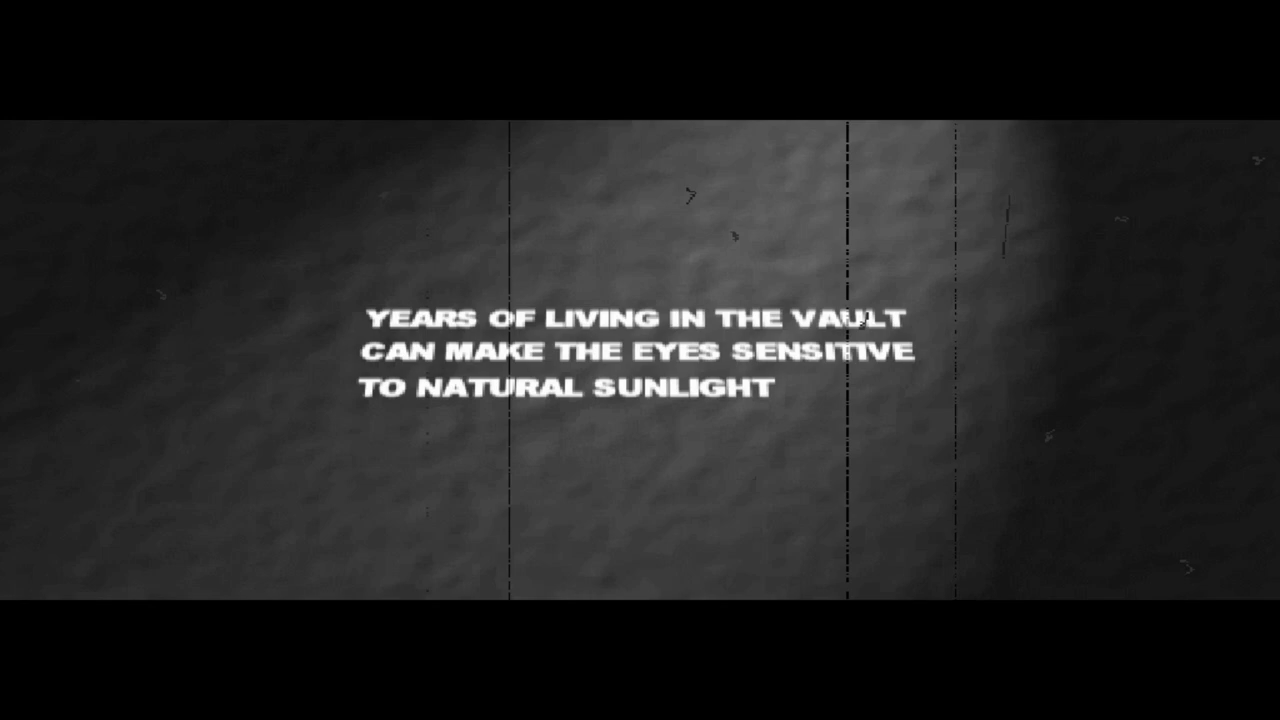 YEARS OF LIVING IN THE VAULT
CAN MAKE THE EYES SENSITIVE
TO NATURAL SUNLIGHT